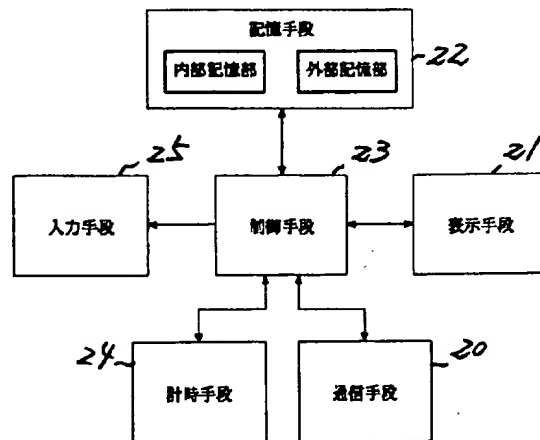 記憶手段
内部記憶部
外部記憶部
22
25
23
21
入力手段
制御手段
表示手段
24
20
計時手段
通信手段